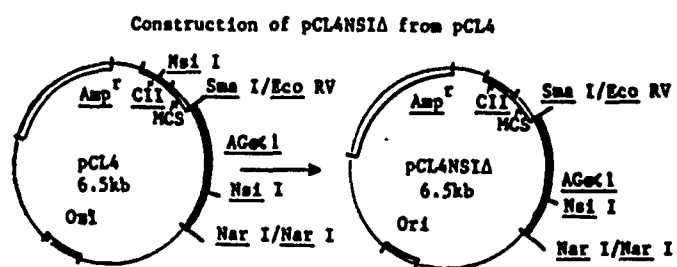 Construction of pCL4NSIΔ from pCL4
Nsi I
Amp r
CII
MCS
Sma I/Eco RV
pCL4
6.5kb
AGα1
Nsi I
Ori
Nar I/Nar I
Amp r
CII
MCS
Sma I/Eco RV
pCL4NSIΔ
6.5kb
AGα1
Nsi I
Ori
Nar I/Nar I